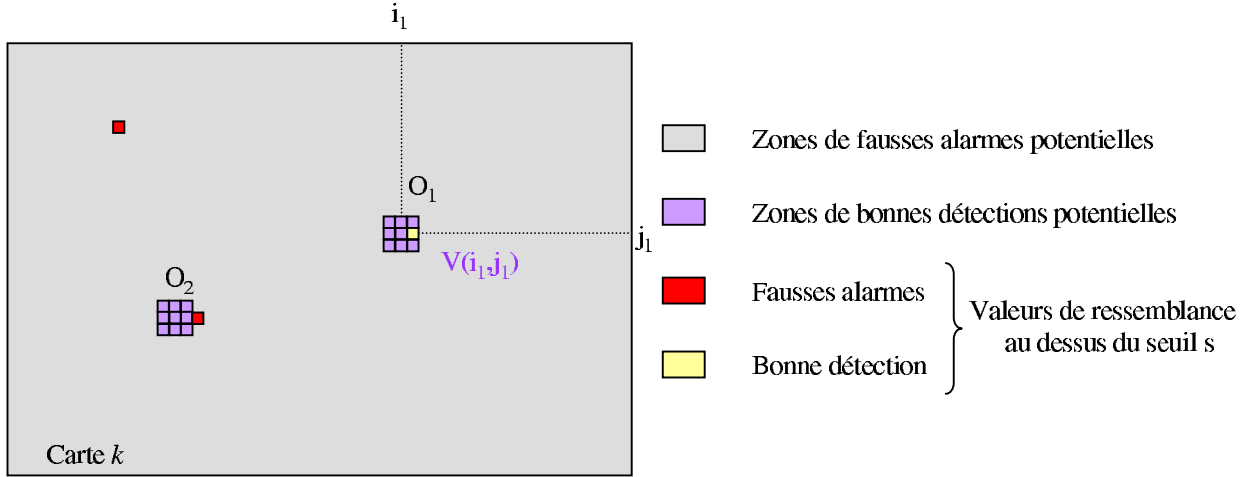 i1
O1
j1
V(i1,j1)
O2
Carte k
Zones de fausses alarmes potentielles
Zones de bonnes détections potentielles
Fausses alarmes
Bonne détection
Valeurs de ressemblance
au dessus du seuil s